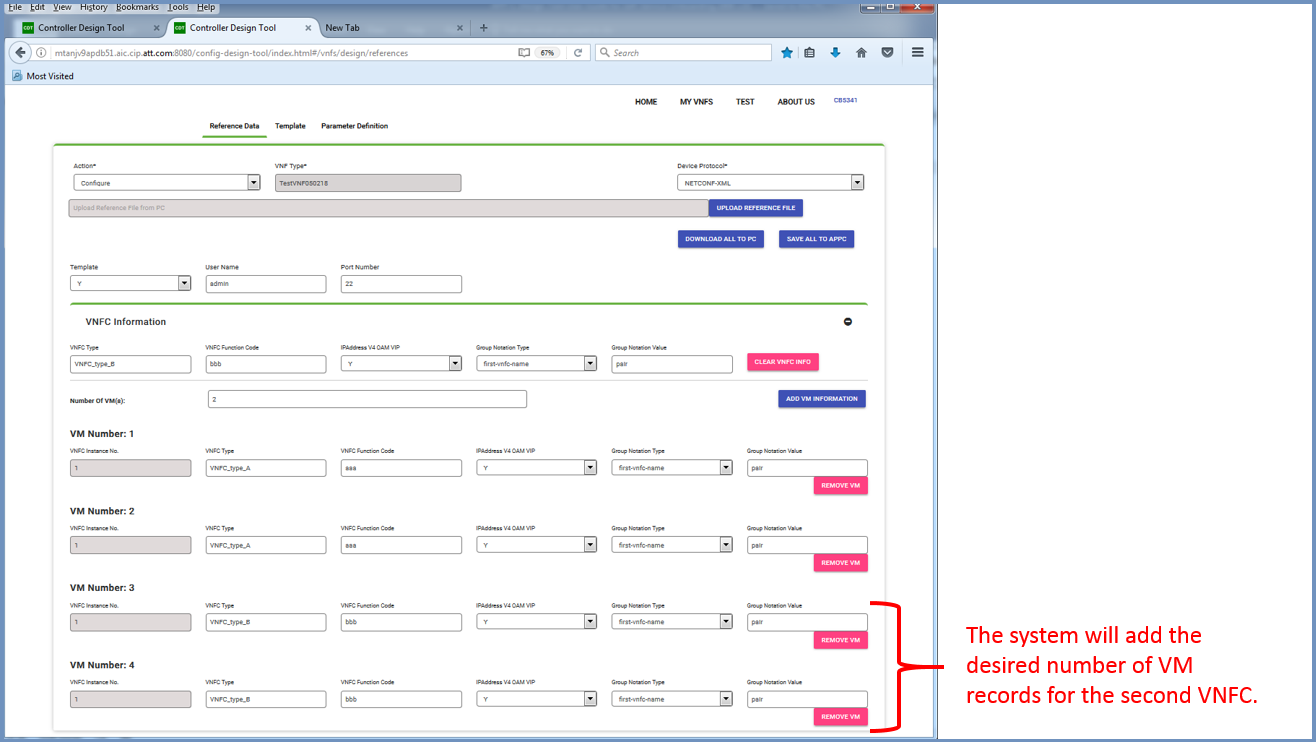 File Edit View History Bookmarks Tools Help
CDT Controller Design Tool × CDT Controller Design Tool × New Tab × +
mtanjv9apdb51.aic.cip.att.com:8080/config-design-tool/index.html#/vnfs/design/references 67% Search
Most Visited
HOME MY VNFS TEST ABOUT US CB5341
Reference Data Template Parameter Definition
Action* VNF Type* Device Protocol*
Configure TestVNF050218 NETCONF-XML
Upload Reference File from PC UPLOAD REFERENCE FILE
DOWNLOAD ALL TO PC SAVE ALL TO APPC
Template User Name Port Number
Y admin 22
VNFC Information
VNFC Type VNFC Function Code IPAddress V4 OAM VIP Group Notation Type Group Notation Value
VNFC_type_B bbb Y first-vnfc-name pair CLEAR VNFC INFO
Number Of VM(s): 2 ADD VM INFORMATION
VM Number: 1
VNFC Instance No. VNFC Type VNFC Function Code IPAddress V4 OAM VIP Group Notation Type Group Notation Value
1 VNFC_type_A aaa Y first-vnfc-name pair
REMOVE VM
VM Number: 2
VNFC Instance No. VNFC Type VNFC Function Code IPAddress V4 OAM VIP Group Notation Type Group Notation Value
1 VNFC_type_A aaa Y first-vnfc-name pair
REMOVE VM
VM Number: 3
VNFC Instance No. VNFC Type VNFC Function Code IPAddress V4 OAM VIP Group Notation Type Group Notation Value
1 VNFC_type_B bbb Y first-vnfc-name pair
REMOVE VM
VM Number: 4
VNFC Instance No. VNFC Type VNFC Function Code IPAddress V4 OAM VIP Group Notation Type Group Notation Value
1 VNFC_type_B bbb Y first-vnfc-name pair
REMOVE VM
The system will add the
desired number of VM
records for the second VNFC.